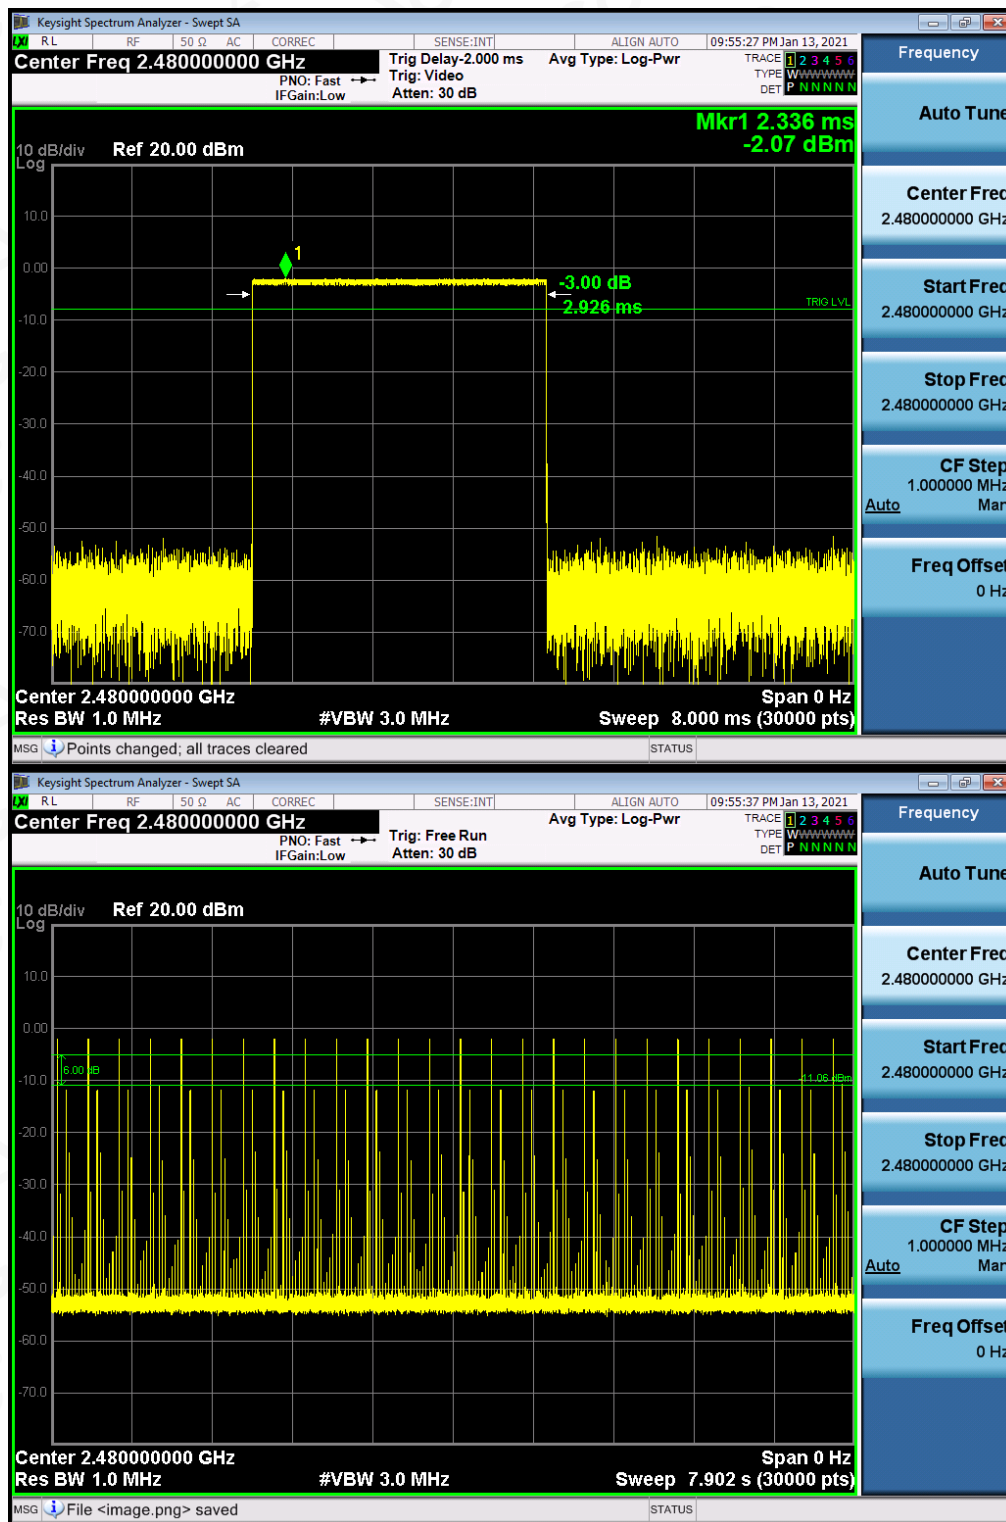 Keysight Spectrum Analyzer - Swept SA
LXI RL RF 50 Ω AC CORREC SENSE:INT ALIGN AUTO 09:55:27 PM Jan 13, 2021
Center Freq 2.480000000 GHz
PNO: Fast
IFGain:Low
Trig Delay-2.000 ms
Trig: Video
Atten: 30 dB
Avg Type: Log-Pwr
TRACE 1 2 3 4 5 6
TYPE WWWWWW
DET P N N N N N
Mkr1 2.336 ms
-2.07 dBm
10 dB/div Ref 20.00 dBm
Log
10.0
1
0.00
-3.00 dB
2.926 ms
TRIG LVL
-10.0
-20.0
-30.0
-40.0
-50.0
-60.0
-70.0
Center 2.480000000 GHz Span 0 Hz
Res BW 1.0 MHz #VBW 3.0 MHz Sweep 8.000 ms (30000 pts)
MSG Points changed; all traces cleared STATUS
Frequency
Auto Tune
Center Freq
2.480000000 GHz
Start Freq
2.480000000 GHz
Stop Freq
2.480000000 GHz
CF Step
1.000000 MHz
Auto Man
Freq Offset
0 Hz
Keysight Spectrum Analyzer - Swept SA
LXI RL RF 50 Ω AC CORREC SENSE:INT ALIGN AUTO 09:55:37 PM Jan 13, 2021
Center Freq 2.480000000 GHz
PNO: Fast
IFGain:Low
Trig: Free Run
Atten: 30 dB
Avg Type: Log-Pwr
TRACE 1 2 3 4 5 6
TYPE WWWWWW
DET P N N N N N
10 dB/div Ref 20.00 dBm
Log
10.0
0.00
6.00 dB
-10.0
-11.06 dBm
-20.0
-30.0
-40.0
-50.0
-60.0
-70.0
Center 2.480000000 GHz Span 0 Hz
Res BW 1.0 MHz #VBW 3.0 MHz Sweep 7.902 s (30000 pts)
MSG File <image.png> saved STATUS
Frequency
Auto Tune
Center Freq
2.480000000 GHz
Start Freq
2.480000000 GHz
Stop Freq
2.480000000 GHz
CF Step
1.000000 MHz
Auto Man
Freq Offset
0 Hz